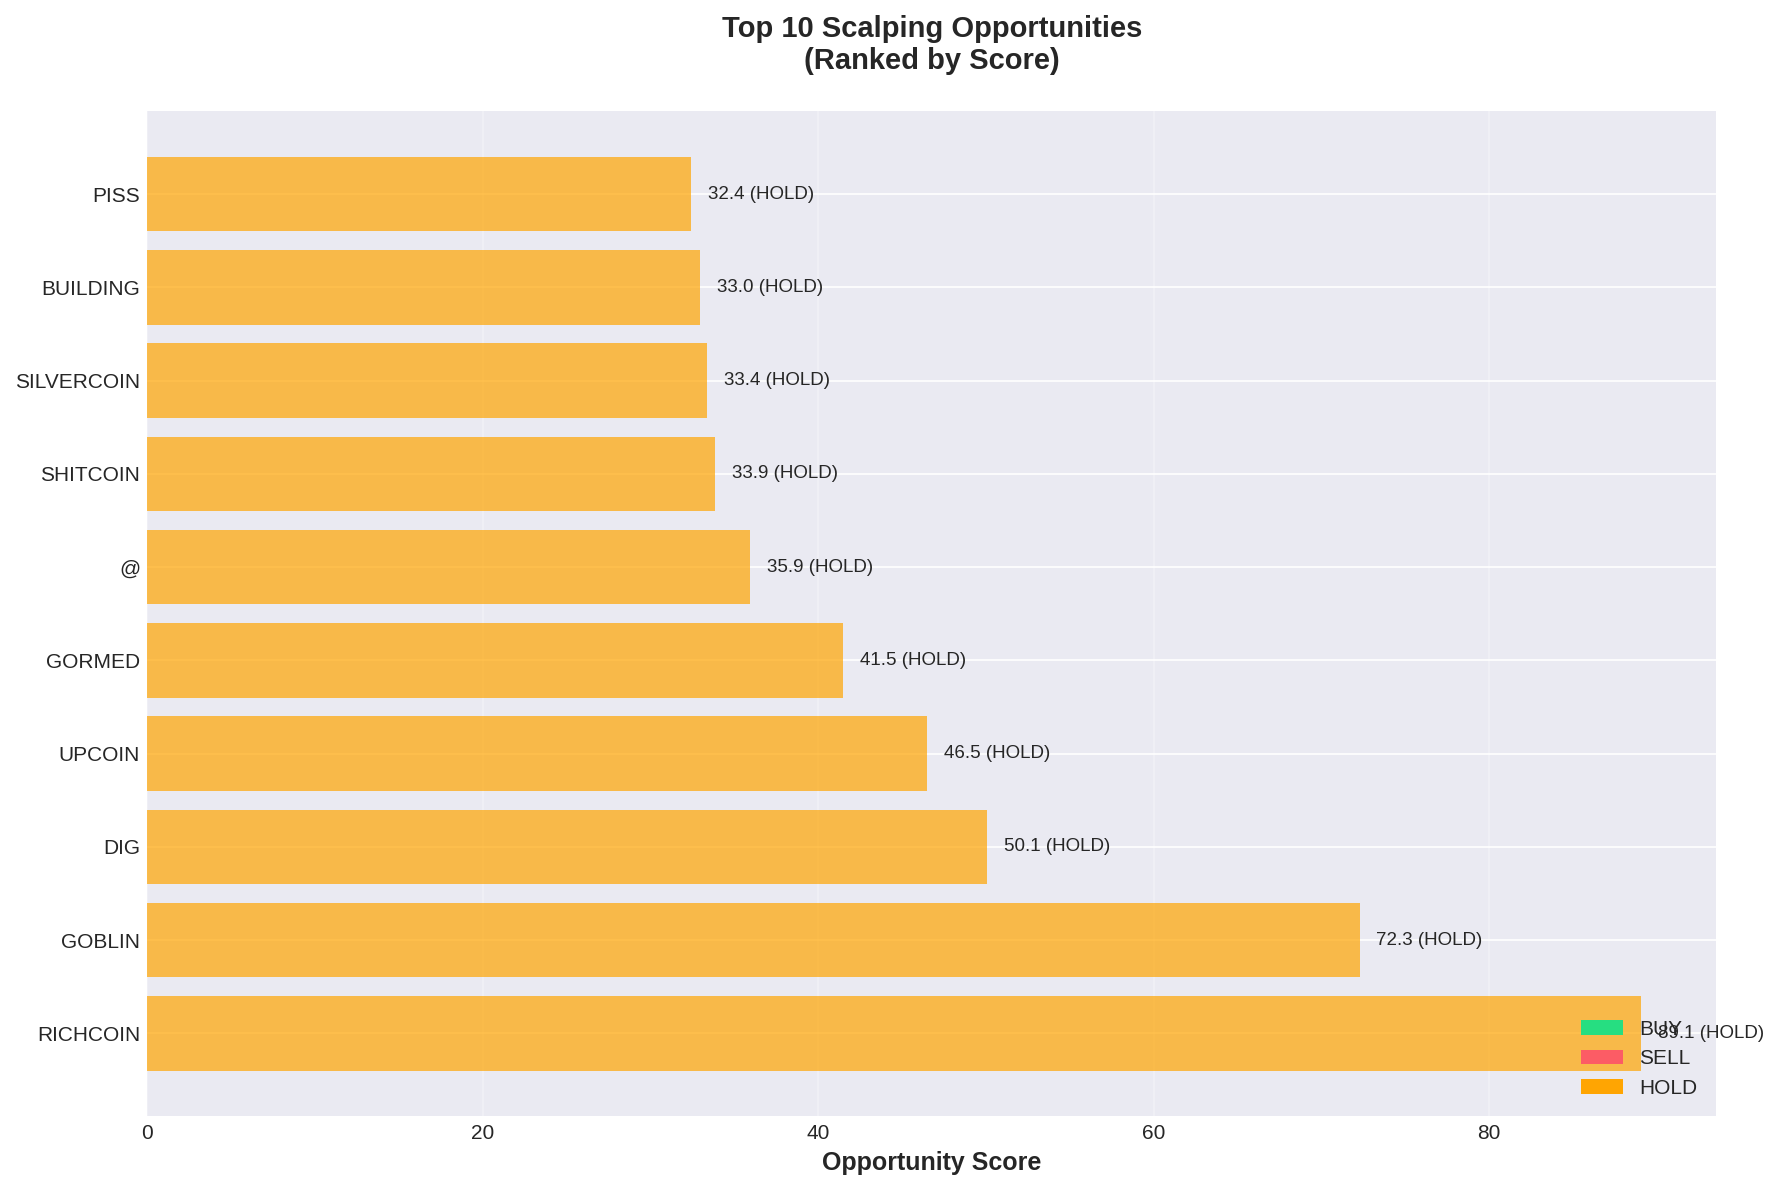 Top 10 Scalping Opportunities
(Ranked by Score)
PISS
32.4 (HOLD)
BUILDING
33.0 (HOLD)
SILVERCOIN
33.4 (HOLD)
SHITCOIN
33.9 (HOLD)
@
35.9 (HOLD)
GORMED
41.5 (HOLD)
UPCOIN
46.5 (HOLD)
DIG
50.1 (HOLD)
GOBLIN
72.3 (HOLD)
RICHCOIN
89.1 (HOLD)
BUY
SELL
HOLD
0 20 40 60 80
Opportunity Score